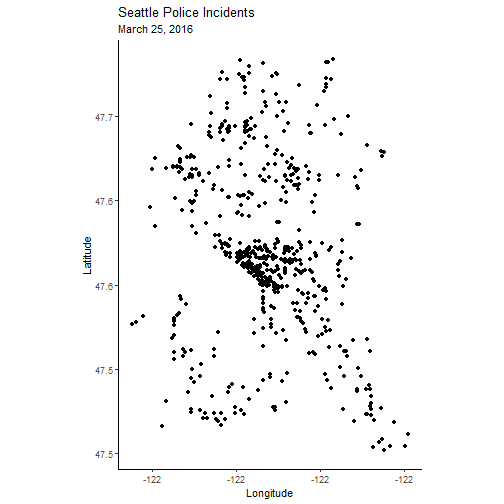 Seattle Police Incidents
March 25, 2016
47.7
47.6
47.6
47.5
47.5
Latitude
-122 -122 -122 -122
Longitude